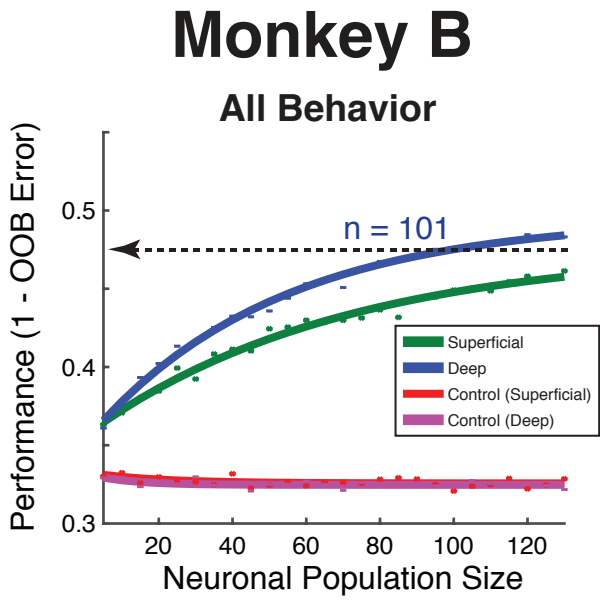 Monkey B
All Behavior
Performance (1 - OOB Error)
0.5
0.4
0.3
n = 101
Superficial
Deep
Control (Superficial)
Control (Deep)
20 40 60 80 100 120
Neuronal Population Size